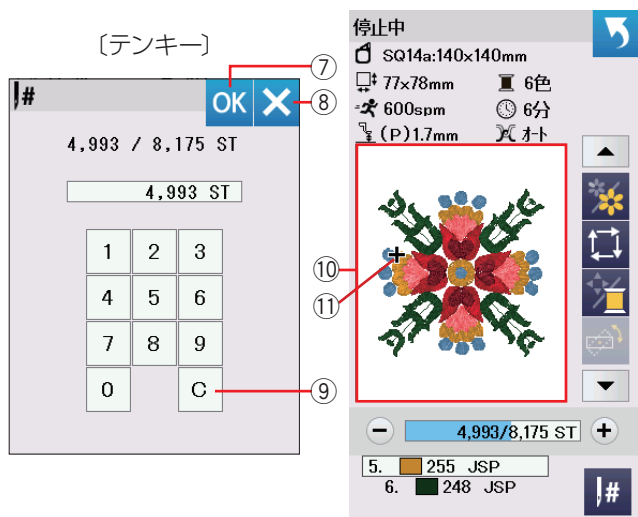 〔テンキー〕
#
OK
4,993 / 8,175 ST
4,993 ST
1 2 3
4 5 6
7 8 9
0 C
⑦
⑧
⑨
⑩
⑪
停止中
SQ14a:140×140mm
77×78mm 6色
600spm 6分
(P)1.7mm オート
4,993/8,175 ST
5. 255 JSP
6. 248 JSP
#